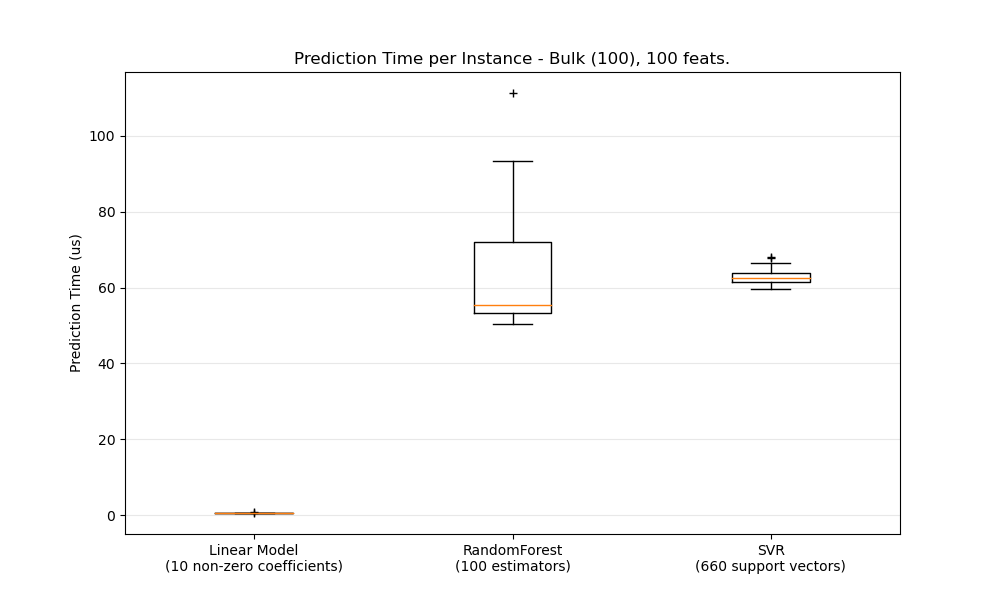 Prediction Time per Instance - Bulk (100), 100 feats.
Prediction Time (us)
100
80
60
40
20
0
Linear Model
(10 non-zero coefficients)
RandomForest
(100 estimators)
SVR
(660 support vectors)